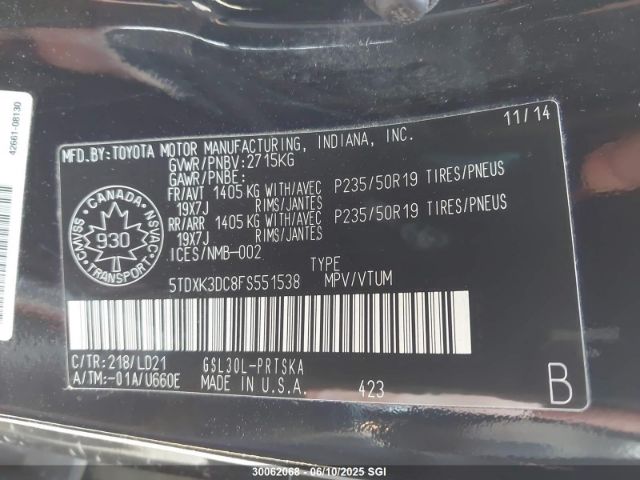 42661-08130
11/14
MFD.BY:TOYOTA MOTOR MANUFACTURING, INDIANA, INC.
GVWR/PNBV:2715KG
GAWR/PNBE:
FR/AVT 1405 KG WITH/AVEC P235/50R19 TIRES/PNEUS
19X7J RIMS/JANTES
RR/ARR 1405 KG WITH/AVEC P235/50R19 TIRES/PNEUS
19X7J RIMS/JANTES
ICES/NMB-002
CANADA
CMVSS 930 NSVAC
TYPE
5TDXK3DC8FS551538 MPV/VTUM
C/TR:218/LD21 GSL30L-PRTSKA
A/TM:-01A/U660E MADE IN U.S.A. 423
B
30062068 - 06/10/2025 SGI